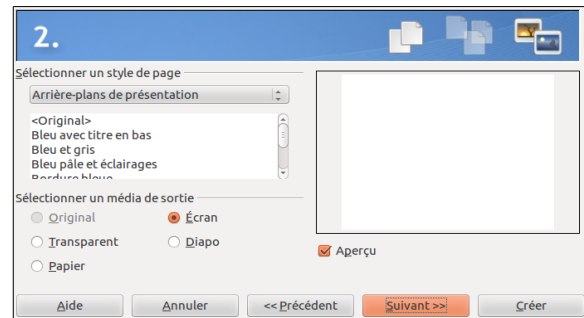 2.
Sélectionner un style de page
Arrière-plans de présentation
<Original>
Bleu avec titre en bas
Bleu et gris
Bleu pâle et éclairages
Bordure bleue
Sélectionner un média de sortie
Original
Écran
Transparent
Diapo
Papier
Aperçu
Aide
Annuler
<< Précédent
Suivant >>
Créer